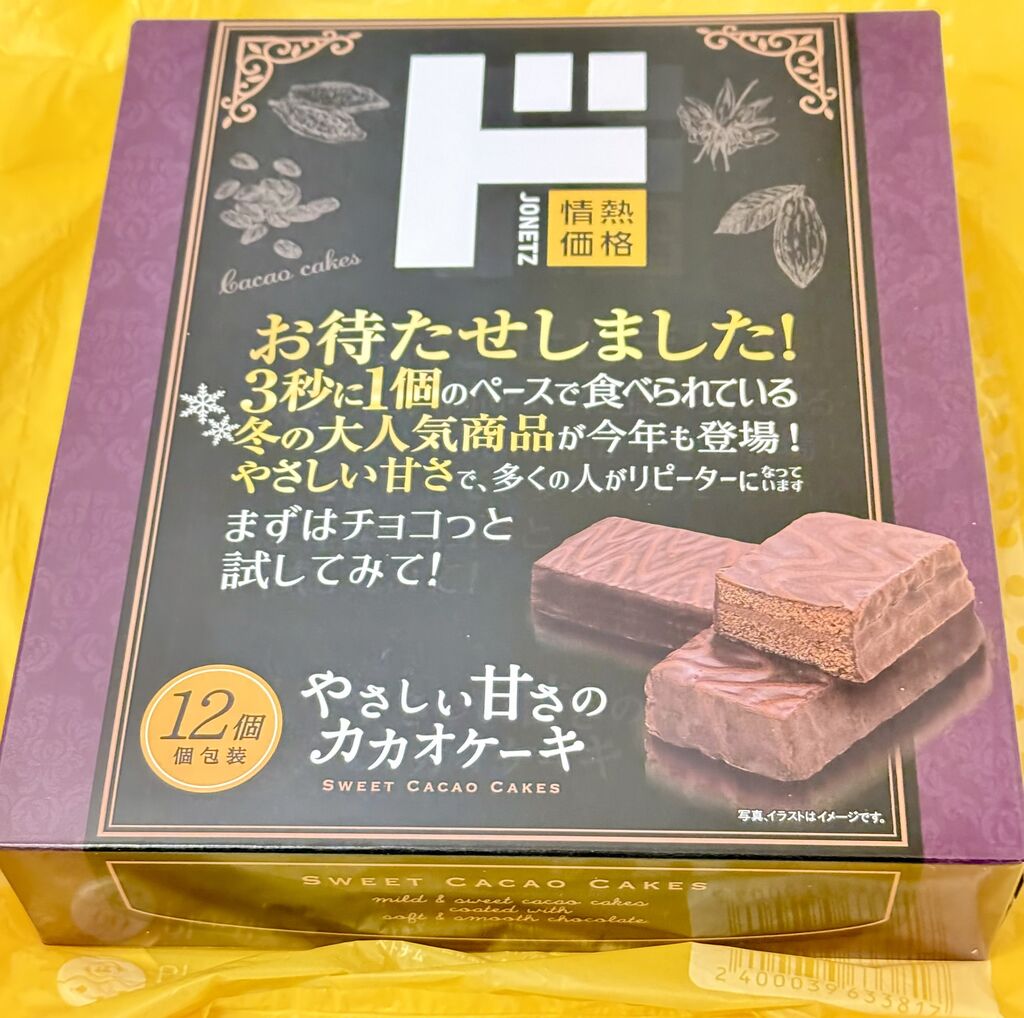 ド
JONETZ
情熱
価格
Cacao cakes
お待たせしました!
3秒に1個のペースで食べられている
冬の大人気商品が今年も登場!
やさしい甘さで、多くの人がリピーターになっています
まずはチョコっと
試してみて!
12個
個包装
やさしい甘さの
カカオケーキ
SWEET CACAO CAKES
写真、イラストはイメージです。
SWEET CACAO CAKES
mild & sweet cacao cakes
coated with
soft & smooth chocolate